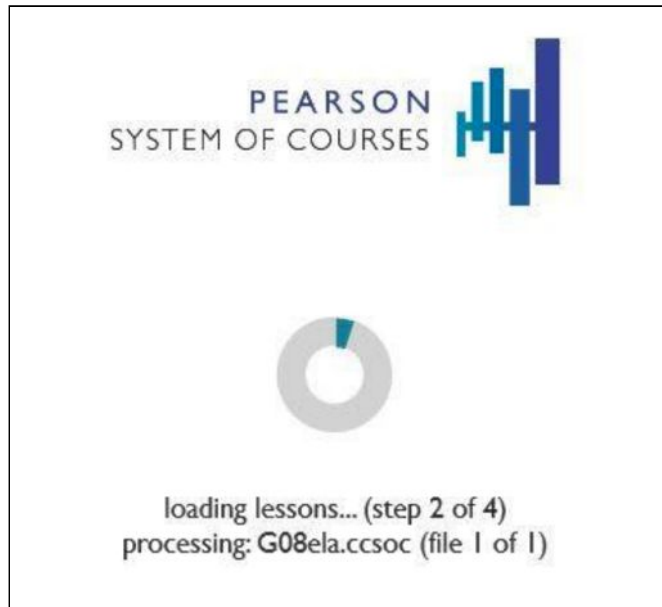 PEARSON
SYSTEM OF COURSES
loading lessons... (step 2 of 4)
processing: G08ela.ccsoc (file 1 of 1)